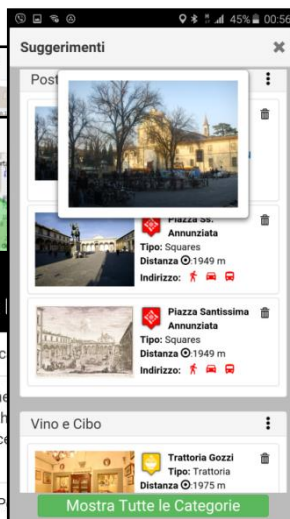 45% 00:56
Suggerimenti
Post
Piazza Ss.
Annunziata
Tipo: Squares
Distanza :1949 m
Indirizzo:
Piazza Santissima
Annunziata
Tipo: Squares
Distanza :1949 m
Indirizzo:
Vino e Cibo
Trattoria Gozzi
Tipo: Trattoria
Distanza :1975 m
Mostra Tutte le Categorie